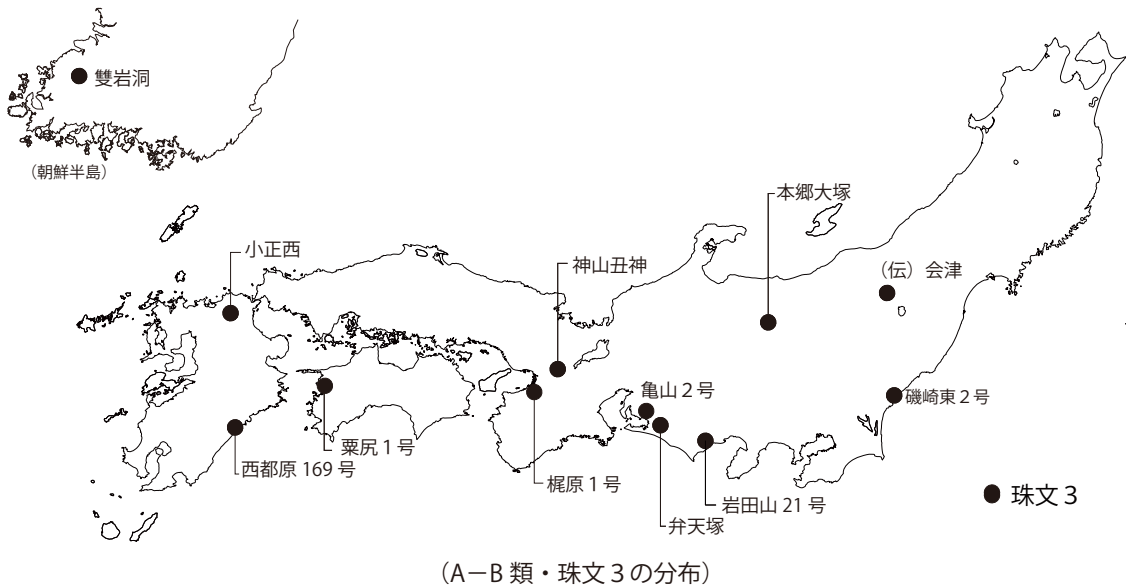 雙岩洞
（朝鮮半島）
本郷大塚
小正西
神山丑神
（伝）会津
亀山２号
磯崎東２号
粟尻１号
西都原 169 号
梶原１号
岩田山 21 号
弁天塚
珠文３
（A－B 類・珠文３の分布）